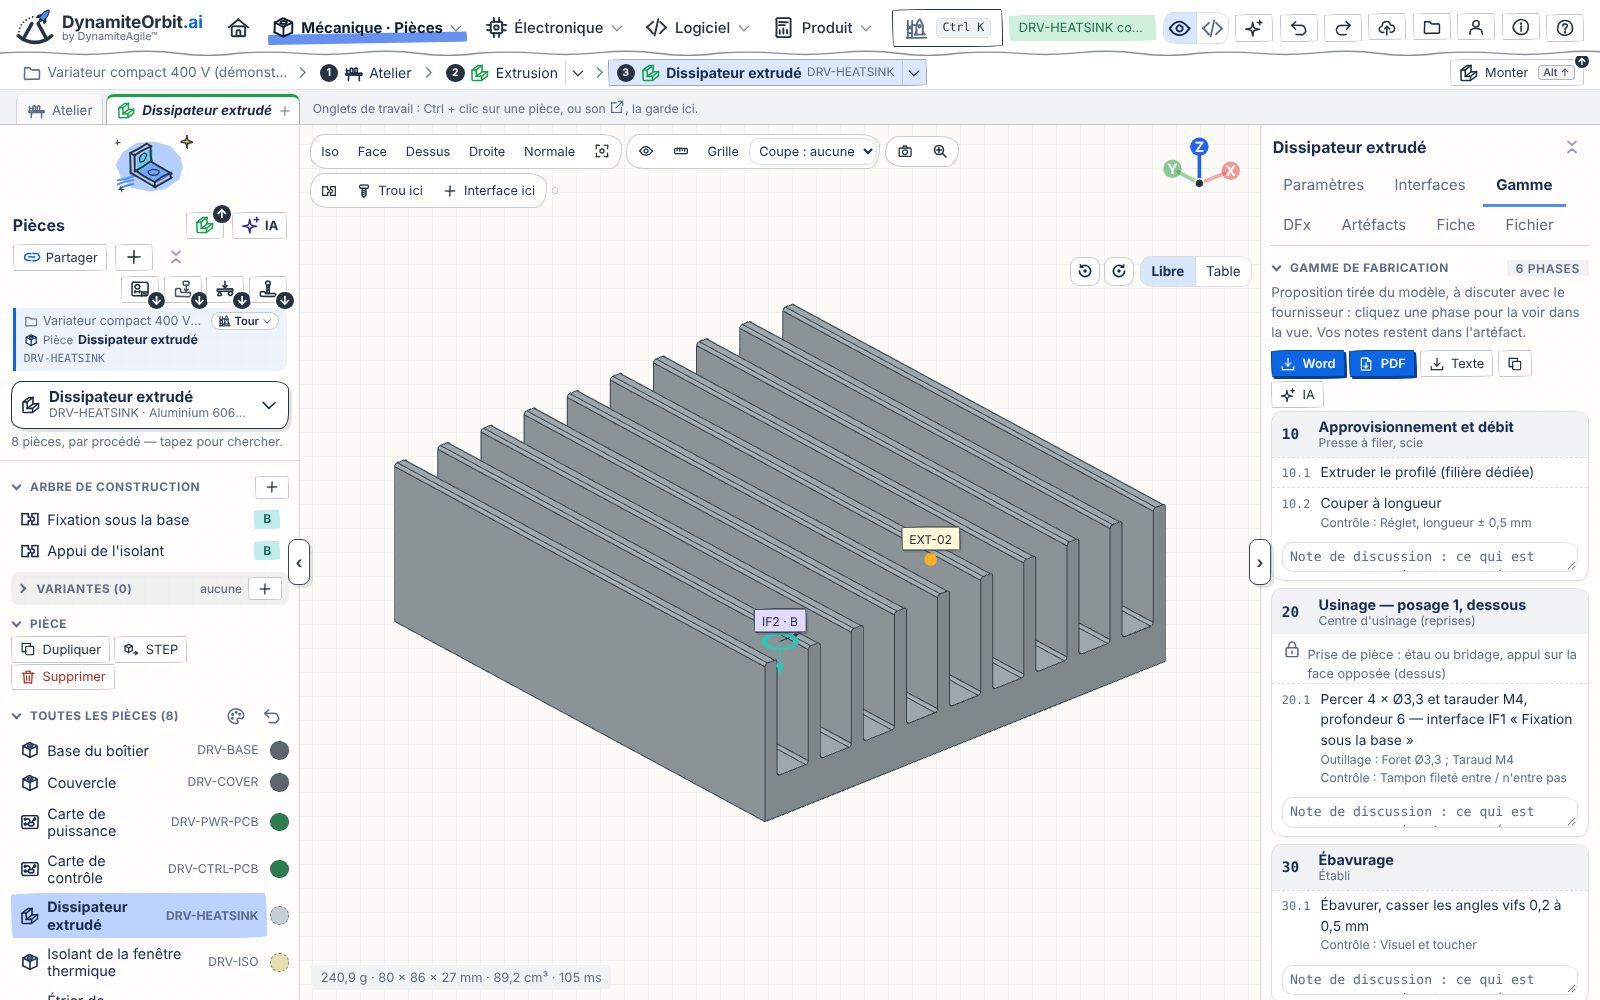 DynamiteOrbit.ai
by DynamiteAgile™
Mécanique · Pièces
Électronique
Logiciel
Produit
Ctrl K
DRV-HEATSINK co…
Variateur compact 400 V (démonst…
1 Atelier
2 Extrusion
3 Dissipateur extrudé DRV-HEATSINK
Monter Alt ↑
Atelier
Dissipateur extrudé +
Onglets de travail : Ctrl + clic sur une pièce, ou son , la garde ici.
Pièces
IA
Partager
Variateur compact 400 V…
Tour
Pièce Dissipateur extrudé
DRV-HEATSINK
Dissipateur extrudé
DRV-HEATSINK · Aluminium 606…
8 pièces, par procédé — tapez pour chercher.
ARBRE DE CONSTRUCTION
Fixation sous la base B
Appui de l'isolant B
VARIANTES (0) aucune
PIÈCE
Dupliquer
STEP
Supprimer
TOUTES LES PIÈCES (8)
Base du boîtier DRV-BASE
Couvercle DRV-COVER
Carte de puissance DRV-PWR-PCB
Carte de contrôle DRV-CTRL-PCB
Dissipateur extrudé DRV-HEATSINK
Isolant de la fenêtre thermique DRV-ISO
Étrier de
Iso Face Dessus Droite Normale
Grille Coupe : aucune
Trou ici + Interface ici
Z Y X
Libre Table
EXT-02
IF2 · B
240,9 g · 80 × 86 × 27 mm · 89,2 cm³ · 105 ms
Dissipateur extrudé
Paramètres Interfaces Gamme
DFx Artéfacts Fiche Fichier
GAMME DE FABRICATION 6 PHASES
Proposition tirée du modèle, à discuter avec le
fournisseur : cliquez une phase pour la voir dans
la vue. Vos notes restent dans l'artéfact.
Word PDF Texte
IA
10 Approvisionnement et débit
Presse à filer, scie
10.1 Extruder le profilé (filière dédiée)
10.2 Couper à longueur
Contrôle : Réglet, longueur ± 0,5 mm
Note de discussion : ce qui est
20 Usinage — posage 1, dessous
Centre d'usinage (reprises)
Prise de pièce : étau ou bridage, appui sur la
face opposée (dessus)
20.1 Percer 4 × Ø3,3 et tarauder M4,
profondeur 6 — interface IF1 « Fixation
sous la base »
Outillage : Foret Ø3,3 ; Taraud M4
Contrôle : Tampon fileté entre / n'entre pas
Note de discussion : ce qui est
30 Ébavurage
Établi
30.1 Ébavurer, casser les angles vifs 0,2 à
0,5 mm
Contrôle : Visuel et toucher
Note de discussion : ce qui est